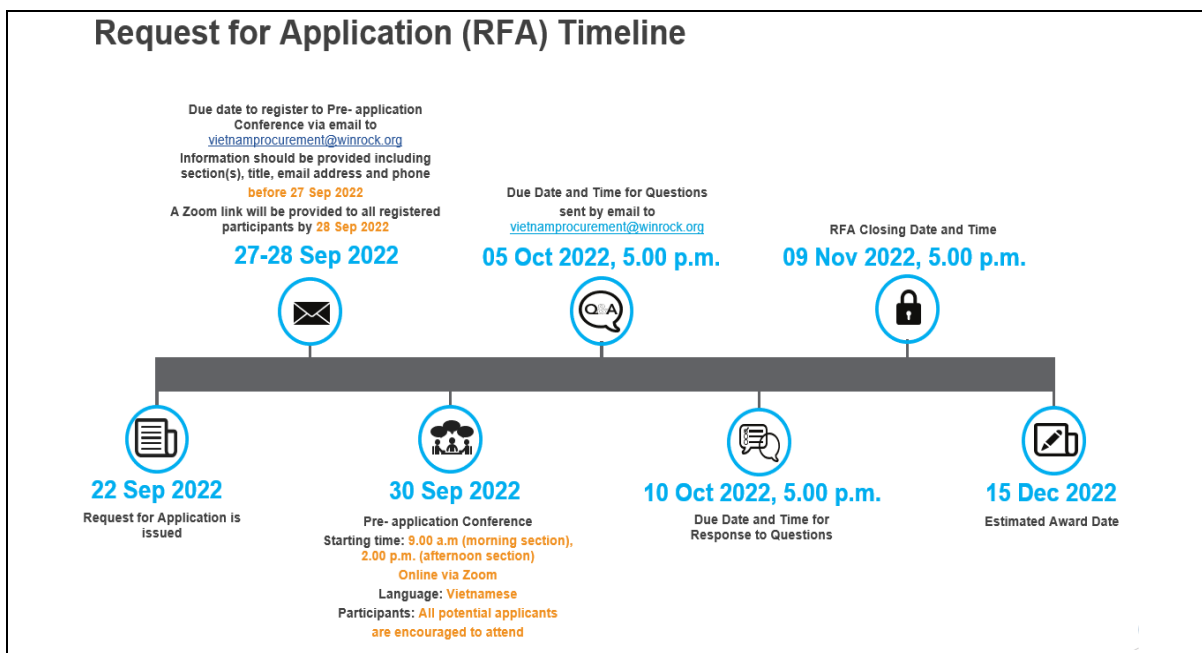 Request for Application (RFA) Timeline
Due date to register to Pre- application
Conference via email to
vietnamprocurement@winrock.org
Information should be provided including
section(s), title, email address and phone
before 27 Sep 2022
A Zoom link will be provided to all registered
participants by 28 Sep 2022
27-28 Sep 2022
Due Date and Time for Questions
sent by email to
vietnamprocurement@winrock.org
05 Oct 2022, 5.00 p.m.
RFA Closing Date and Time
09 Nov 2022, 5.00 p.m.
Q&A
22 Sep 2022
Request for Application is
issued
30 Sep 2022
Pre- application Conference
Starting time: 9.00 a.m (morning section),
2.00 p.m. (afternoon section)
Online via Zoom
Language: Vietnamese
Participants: All potential applicants
are encouraged to attend
10 Oct 2022, 5.00 p.m.
Due Date and Time for
Response to Questions
15 Dec 2022
Estimated Award Date